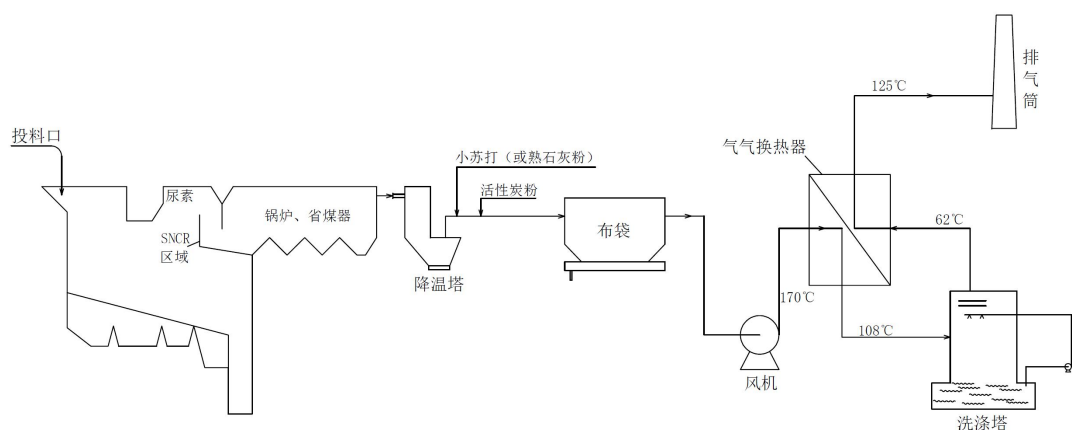 投料口
尿素
SNCR
区域
锅炉、省煤器
降温塔
小苏打（或熟石灰粉）
活性炭粉
布袋
风机
170℃
气气换热器
108℃
125℃
62℃
排
气
筒
洗涤塔